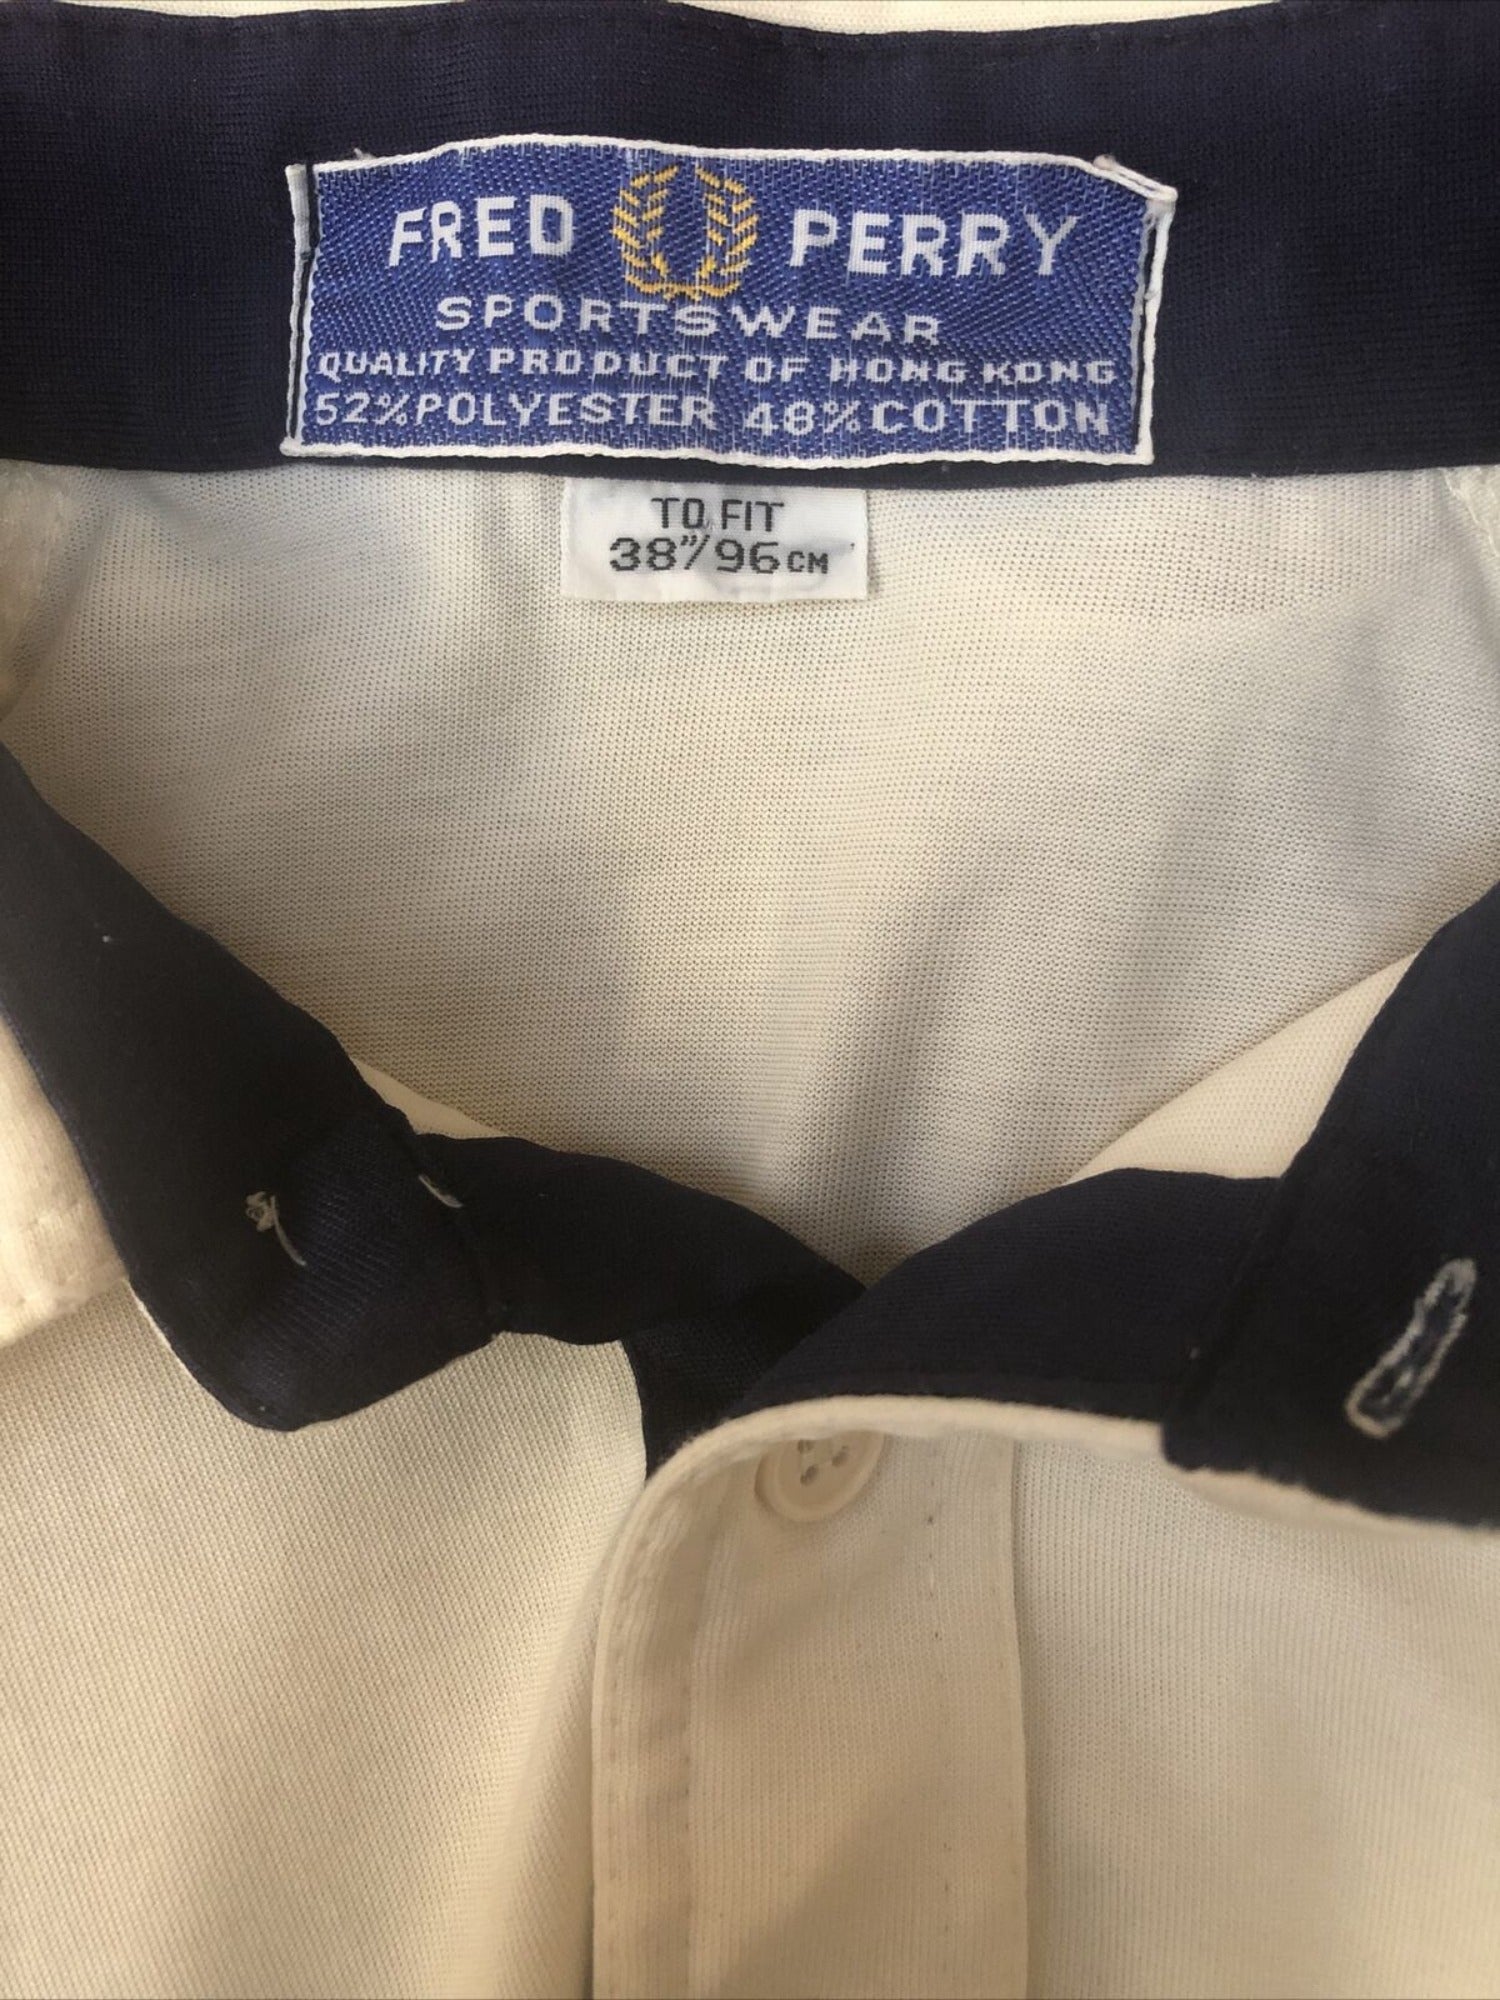 FRED PERRY
SPORTSWEAR
QUALITY PRODUCT OF HONG KONG
52% POLYESTER 48% COTTON
TO FIT
38"/96CM